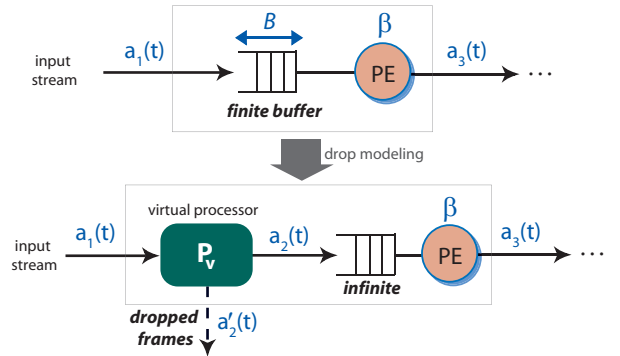 B
β
input
stream
a₁(t)
PE
a₃(t)
...
finite buffer
drop modeling
virtual processor
β
input
stream
a₁(t)
Pᵥ
a₂(t)
PE
a₃(t)
...
infinite
dropped
frames
a′₂(t)